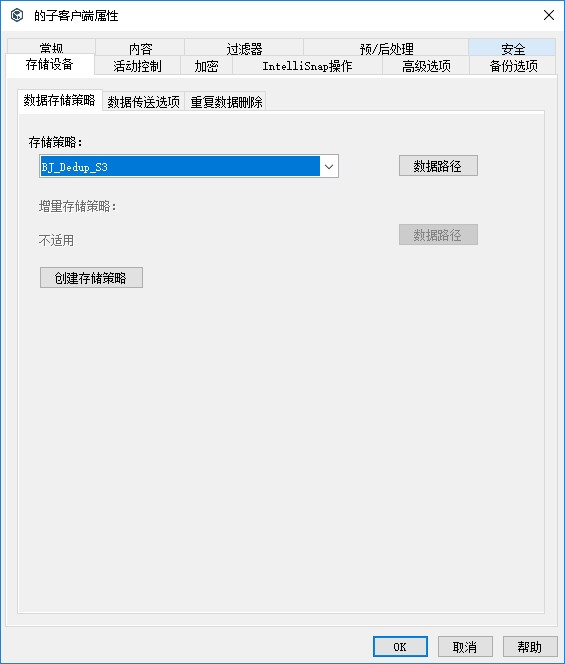 的子客户端属性
常规 内容 过滤器 预/后处理 安全
存储设备 活动控制 加密 IntelliSnap操作 高级选项 备份选项
数据存储策略 数据传送选项 重复数据删除
存储策略:
BJ_Dedup_S3 数据路径
增量存储策略:
不适用 数据路径
创建存储策略
OK 取消 帮助